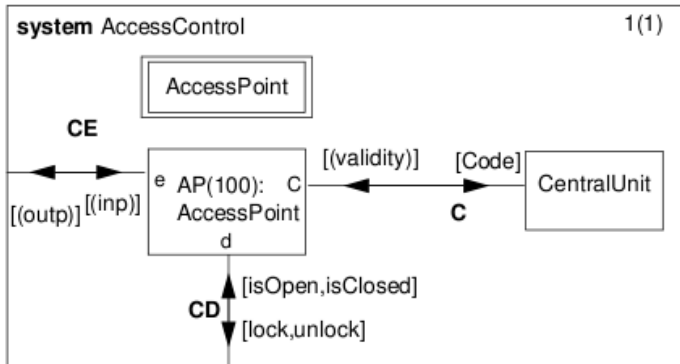 system AccessControl
1(1)
AccessPoint
CE
[(validity)]
[Code]
e AP(100): C
AccessPoint
d
CentralUnit
[(outp)]
[(inp)]
C
[isOpen,isClosed]
CD
[lock,unlock]